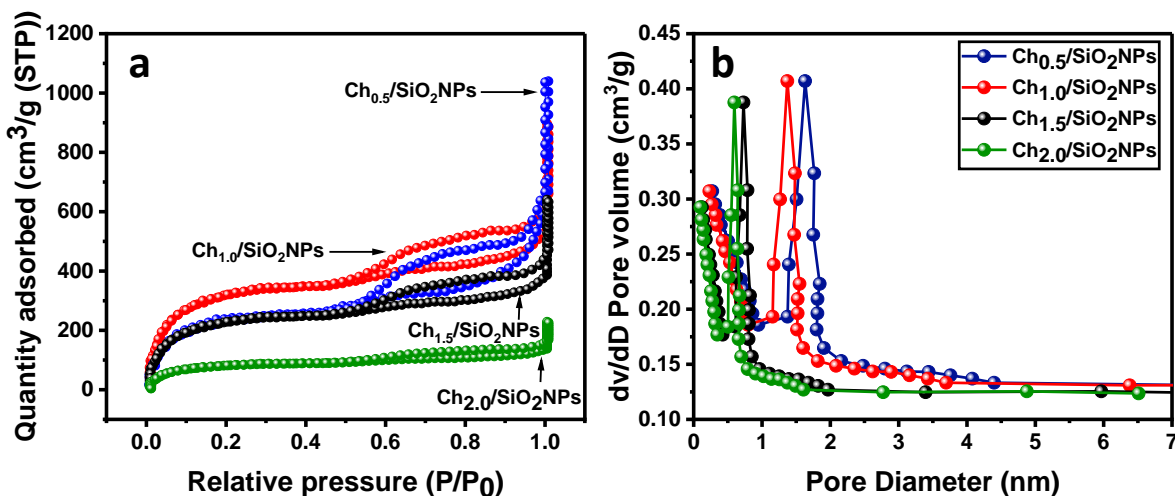 a
Quantity adsorbed (cm³/g (STP))
1200
1000
800
600
400
200
0
Ch0.5/SiO2NPs
Ch1.0/SiO2NPs
Ch1.5/SiO2NPs
Ch2.0/SiO2NPs
0.0 0.2 0.4 0.6 0.8 1.0
Relative pressure (P/P0)
b
dv/dD Pore volume (cm³/g)
0.45
0.40
0.35
0.30
0.25
0.20
0.15
0.10
Ch0.5/SiO2NPs
Ch1.0/SiO2NPs
Ch1.5/SiO2NPs
Ch2.0/SiO2NPs
0 1 2 3 4 5 6 7
Pore Diameter (nm)